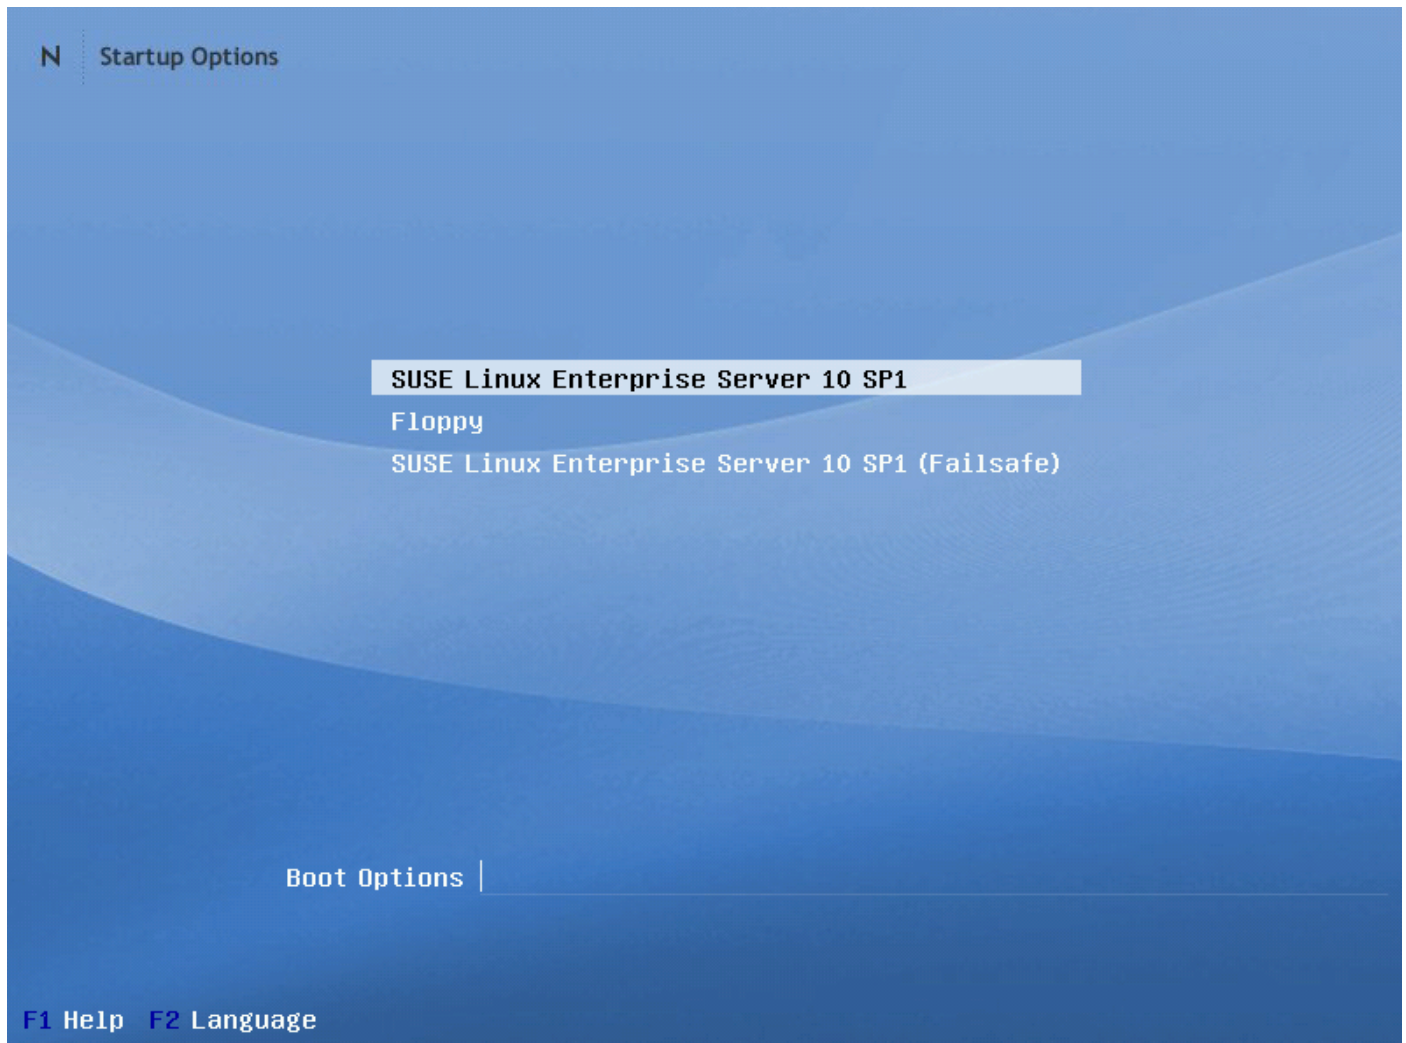 N Startup Options
SUSE Linux Enterprise Server 10 SP1
Floppy
SUSE Linux Enterprise Server 10 SP1 (Failsafe)
Boot Options
F1 Help F2 Language